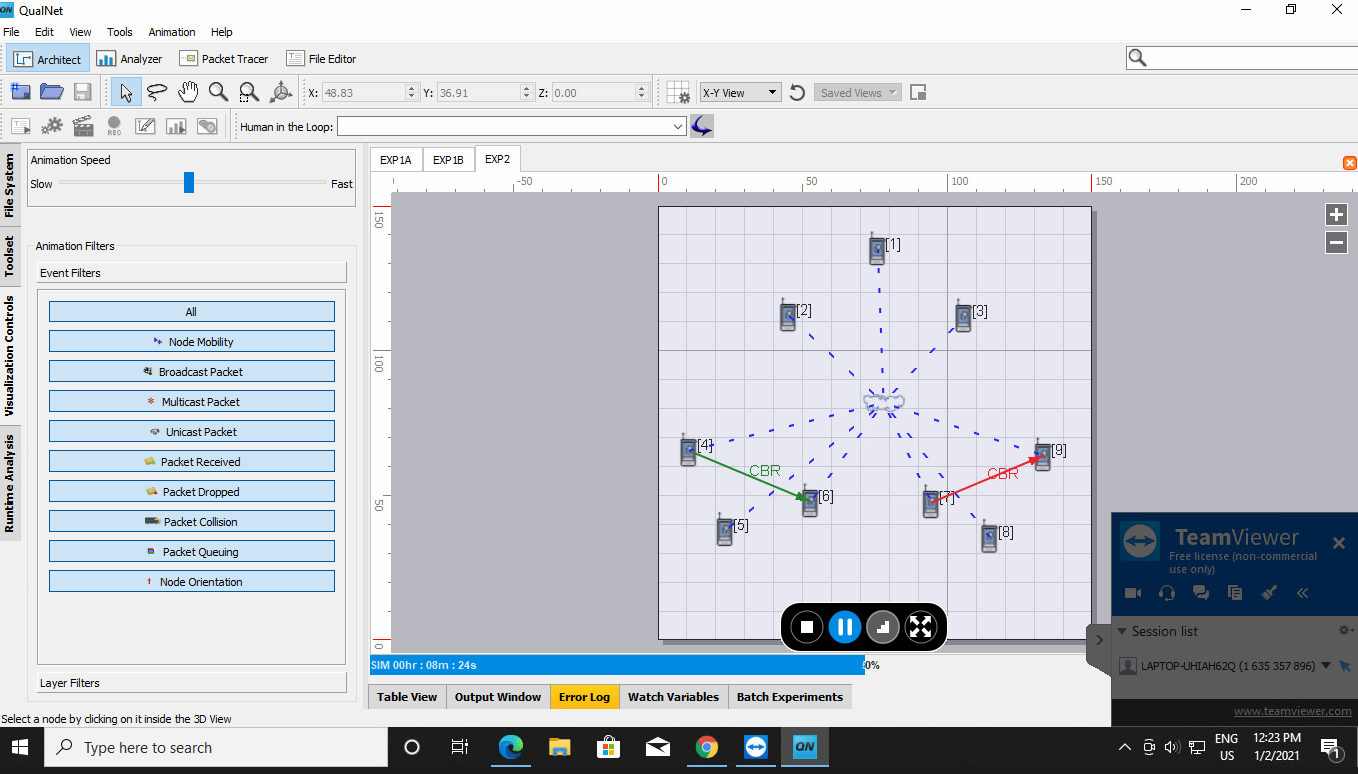 QN QualNet
File Edit View Tools Animation Help
Architect Analyzer Packet Tracer File Editor
X: 48.83 Y: 36.91 Z: 0.00 X-Y View Saved Views
REC Human in the Loop:
File System
Toolset
Visualization Controls
Runtime Analysis
Animation Speed
Slow Fast
Animation Filters
Event Filters
All
Node Mobility
Broadcast Packet
Multicast Packet
Unicast Packet
Packet Received
Packet Dropped
Packet Collision
Packet Queuing
Node Orientation
Layer Filters
EXP1A EXP1B EXP2
-50 0 50 100 150 200
150
100
50
0
[1]
[2] [3]
[4] [9]
CBR CBR
[6] [7]
[5] [8]
SIM 00hr : 08m : 24s 0%
Table View Output Window Error Log Watch Variables Batch Experiments
TeamViewer
Free license (non-commercial
use only)
Session list
LAPTOP-UHIAH62Q (1 635 357 896)
www.teamviewer.com
Select a node by clicking on it inside the 3D View
Type here to search
QN
ENG
US
12:23 PM
1/2/2021
1